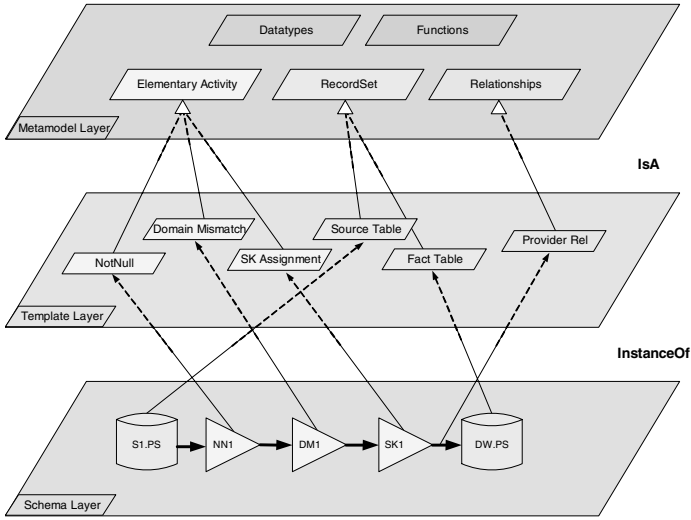 Datatypes
Functions
Elementary Activity
RecordSet
Relationships
Metamodel Layer
IsA
Domain Mismatch
Source Table
Provider Rel
NotNull
SK Assignment
Fact Table
Template Layer
InstanceOf
S1.PS
NN1
DM1
SK1
DW.PS
Schema Layer